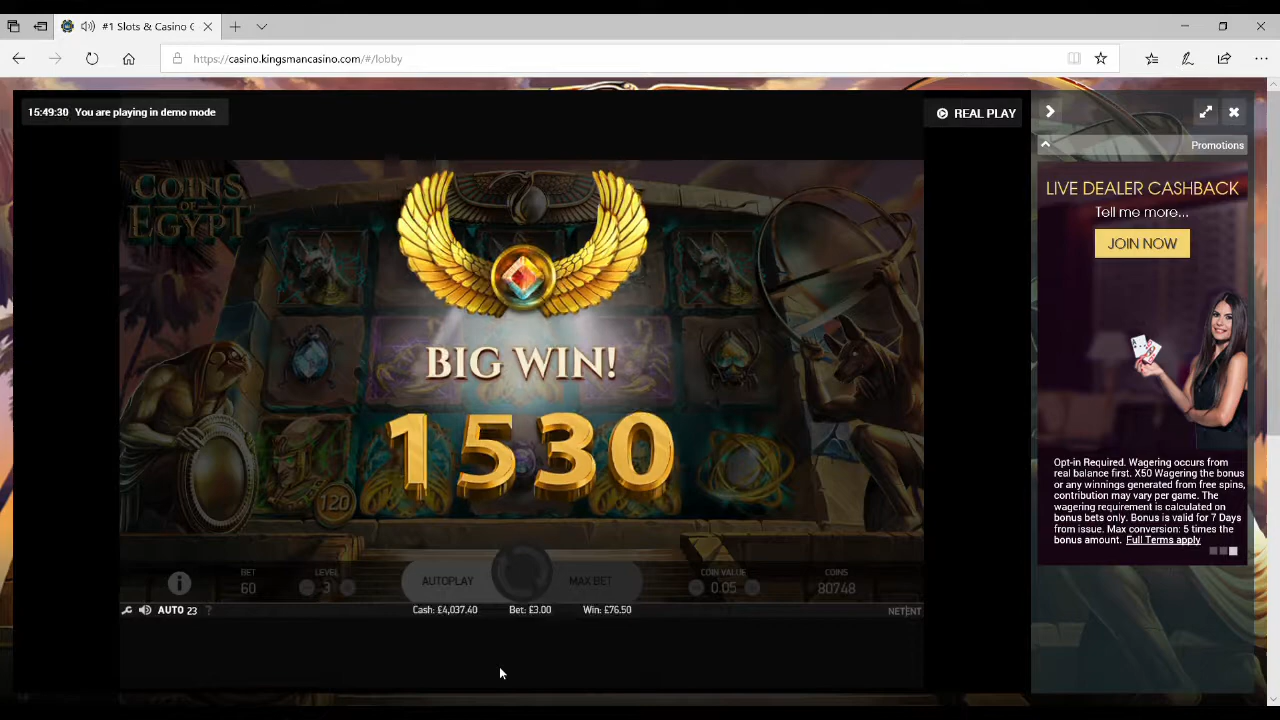 #1 Slots & Casino G
https://casino.kingsmancasino.com/#/lobby
15:49:30 You are playing in demo mode
REAL PLAY
Promotions
COINS
OF
EGYPT
LIVE DEALER CASHBACK
Tell me more...
JOIN NOW
BIG WIN!
1530
120
Opt-in Required. Wagering occurs from
real balance first. X50 Wagering the bonus
or any winnings generated from free spins,
contribution may vary per game. The
wagering requirement is calculated on
bonus bets only. Bonus is valid for 7 Days
from issue. Max conversion: 5 times the
bonus amount. Full Terms apply
BET
60
LEVEL
3
AUTOPLAY
MAX BET
COIN VALUE
0.05
COINS
80748
AUTO 23 ?
Cash: £4,037.40 Bet: £3.00 Win: £76.50
NETENT